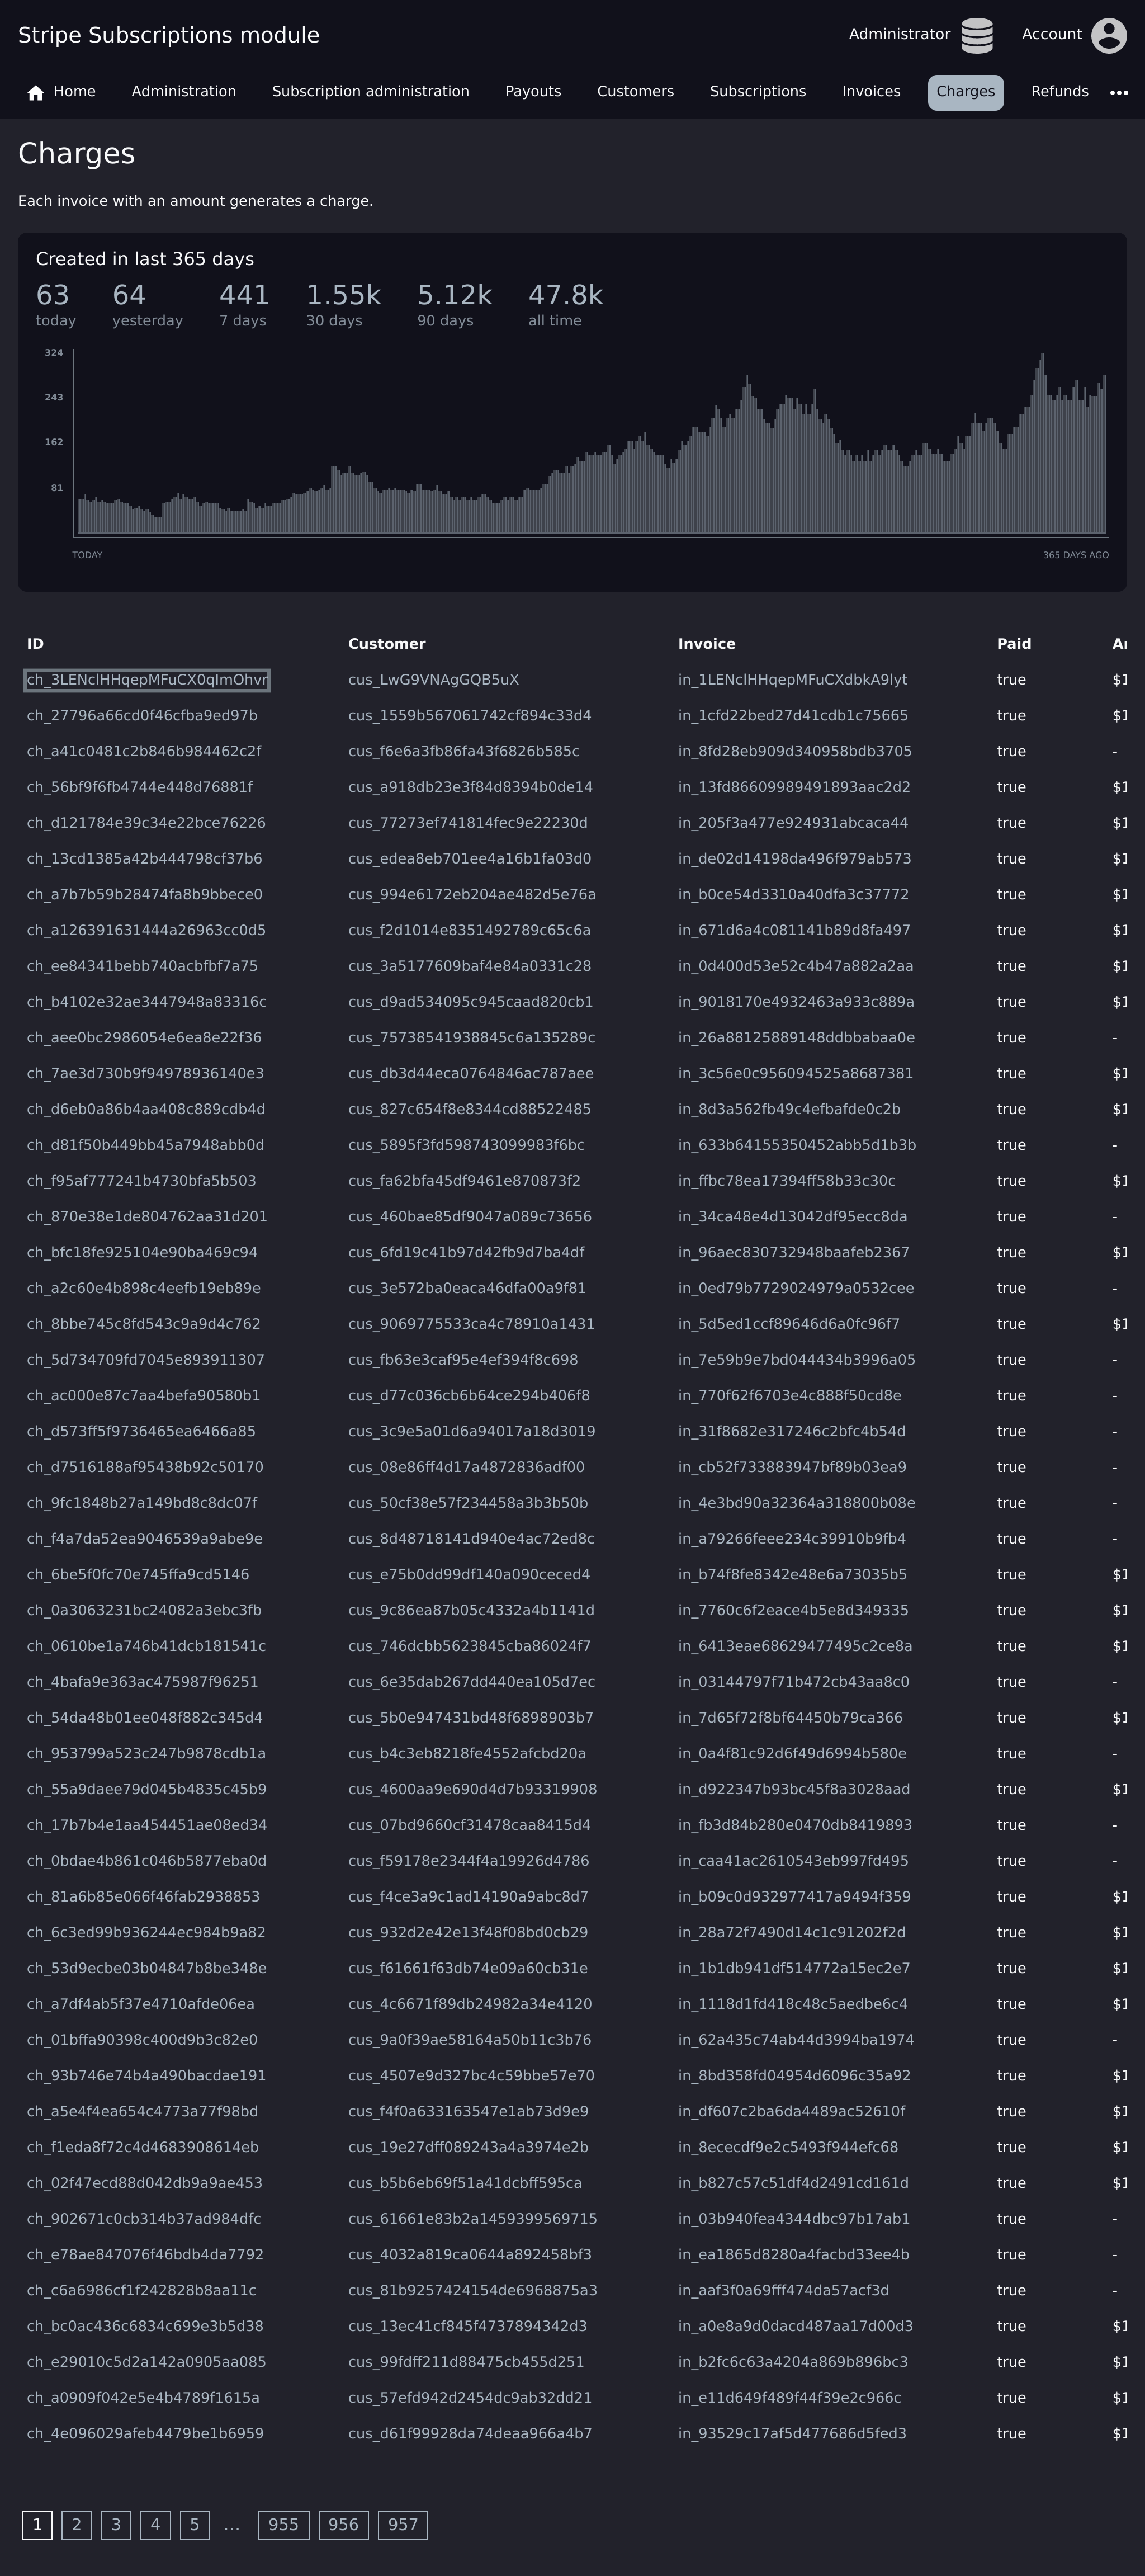 Stripe Subscriptions module
Administrator Account
Home Administration Subscription administration Payouts Customers Subscriptions Invoices Charges Refunds •••
Charges
Each invoice with an amount generates a charge.
Created in last 365 days
63 64 441 1.55k 5.12k 47.8k
today yesterday 7 days 30 days 90 days all time
324
243
162
81
TODAY 365 DAYS AGO
ID Customer Invoice Paid
ch_3LENclHHqepMFuCX0qImOhvr cus_LwG9VNAgGQB5uX in_1LENclHHqepMFuCXdbkA9lyt true $1
ch_27796a66cd0f46cfba9ed97b cus_1559b567061742cf894c33d4 in_1cfd22bed27d41cdb1c75665 true $1
ch_a41c0481c2b846b984462c2f cus_f6e6a3fb86fa43f6826b585c in_8fd28eb909d340958bdb3705 true -
ch_56bf9f6fb4744e448d76881f cus_a918db23e3f84d8394b0de14 in_13fd86609989491893aac2d2 true $1
ch_d121784e39c34e22bce76226 cus_77273ef741814fec9e22230d in_205f3a477e924931abcaca44 true $1
ch_13cd1385a42b444798cf37b6 cus_edea8eb701ee4a16b1fa03d0 in_de02d14198da496f979ab573 true $1
ch_a7b7b59b28474fa8b9bbece0 cus_994e6172eb204ae482d5e76a in_b0ce54d3310a40dfa3c37772 true $1
ch_a126391631444a26963cc0d5 cus_f2d1014e8351492789c65c6a in_671d6a4c081141b89d8fa497 true $1
ch_ee84341bebb740acbfbf7a75 cus_3a5177609baf4e84a0331c28 in_0d400d53e52c4b47a882a2aa true $1
ch_b4102e32ae3447948a83316c cus_d9ad534095c945caad820cb1 in_9018170e4932463a933c889a true $1
ch_aee0bc2986054e6ea8e22f36 cus_75738541938845c6a135289c in_26a88125889148ddbbabaa0e true -
ch_7ae3d730b9f94978936140e3 cus_db3d44eca0764846ac787aee in_3c56e0c956094525a8687381 true $1
ch_d6eb0a86b4aa408c889cdb4d cus_827c654f8e8344cd88522485 in_8d3a562fb49c4efbafde0c2b true $1
ch_d81f50b449bb45a7948abb0d cus_5895f3fd598743099983f6bc in_633b64155350452abb5d1b3b true -
ch_f95af777241b4730bfa5b503 cus_fa62bfa45df9461e870873f2 in_ffbc78ea17394ff58b33c30c true $1
ch_870e38e1de804762aa31d201 cus_460bae85df9047a089c73656 in_34ca48e4d13042df95ecc8da true -
ch_bfc18fe925104e90ba469c94 cus_6fd19c41b97d42fb9d7ba4df in_96aec830732948baafeb2367 true $1
ch_a2c60e4b898c4eefb19eb89e cus_3e572ba0eaca46dfa00a9f81 in_0ed79b7729024979a0532cee true -
ch_8bbe745c8fd543c9a9d4c762 cus_9069775533ca4c78910a1431 in_5d5ed1ccf89646d6a0fc96f7 true $1
ch_5d734709fd7045e893911307 cus_fb63e3caf95e4ef394f8c698 in_7e59b9e7bd044434b3996a05 true -
ch_ac000e87c7aa4befa90580b1 cus_d77c036cb6b64ce294b406f8 in_770f62f6703e4c888f50cd8e true -
ch_d573ff5f9736465ea6466a85 cus_3c9e5a01d6a94017a18d3019 in_31f8682e317246c2bfc4b54d true -
ch_d7516188af95438b92c50170 cus_08e86ff4d17a4872836adf00 in_cb52f733883947bf89b03ea9 true -
ch_9fc1848b27a149bd8c8dc07f cus_50cf38e57f234458a3b3b50b in_4e3bd90a32364a318800b08e true -
ch_f4a7da52ea9046539a9abe9e cus_8d48718141d940e4ac72ed8c in_a79266feee234c39910b9fb4 true -
ch_6be5f0fc70e745ffa9cd5146 cus_e75b0dd99df140a090ceced4 in_b74f8fe8342e48e6a73035b5 true $1
ch_0a3063231bc24082a3ebc3fb cus_9c86ea87b05c4332a4b1141d in_7760c6f2eace4b5e8d349335 true $1
ch_0610be1a746b41dcb181541c cus_746dcbb5623845cba86024f7 in_6413eae68629477495c2ce8a true $1
ch_4bafa9e363ac475987f96251 cus_6e35dab267dd440ea105d7ec in_03144797f71b472cb43aa8c0 true -
ch_54da48b01ee048f882c345d4 cus_5b0e947431bd48f6898903b7 in_7d65f72f8bf64450b79ca366 true $1
ch_953799a523c247b9878cdb1a cus_b4c3eb8218fe4552afcbd20a in_0a4f81c92d6f49d6994b580e true -
ch_55a9daee79d045b4835c45b9 cus_4600aa9e690d4d7b93319908 in_d922347b93bc45f8a3028aad true $1
ch_17b7b4e1aa454451ae08ed34 cus_07bd9660cf31478caa8415d4 in_fb3d84b280e0470db8419893 true -
ch_0bdae4b861c046b5877eba0d cus_f59178e2344f4a19926d4786 in_caa41ac2610543eb997fd495 true -
ch_81a6b85e066f46fab2938853 cus_f4ce3a9c1ad14190a9abc8d7 in_b09c0d932977417a9494f359 true $1
ch_6c3ed99b936244ec984b9a82 cus_932d2e42e13f48f08bd0cb29 in_28a72f7490d14c1c91202f2d true $1
ch_53d9ecbe03b04847b8be348e cus_f61661f63db74e09a60cb31e in_1b1db941df514772a15ec2e7 true $1
ch_a7df4ab5f37e4710afde06ea cus_4c6671f89db24982a34e4120 in_1118d1fd418c48c5aedbe6c4 true $1
ch_01bffa90398c400d9b3c82e0 cus_9a0f39ae58164a50b11c3b76 in_62a435c74ab44d3994ba1974 true -
ch_93b746e74b4a490bacdae191 cus_4507e9d327bc4c59bbe57e70 in_8bd358fd04954d6096c35a92 true $1
ch_a5e4f4ea654c4773a77f98bd cus_f4f0a633163547e1ab73d9e9 in_df607c2ba6da4489ac52610f true $1
ch_f1eda8f72c4d4683908614eb cus_19e27dff089243a4a3974e2b in_8ececdf9e2c5493f944efc68 true $1
ch_02f47ecd88d042db9a9ae453 cus_b5b6eb69f51a41dcbff595ca in_b827c57c51df4d2491cd161d true $1
ch_902671c0cb314b37ad984dfc cus_61661e83b2a1459399569715 in_03b940fea4344dbc97b17ab1 true -
ch_e78ae847076f46bdb4da7792 cus_4032a819ca0644a892458bf3 in_ea1865d8280a4facbd33ee4b true -
ch_c6a6986cf1f242828b8aa11c cus_81b9257424154de6968875a3 in_aaf3f0a69fff474da57acf3d true -
ch_bc0ac436c6834c699e3b5d38 cus_13ec41cf845f4737894342d3 in_a0e8a9d0dacd487aa17d00d3 true $1
ch_e29010c5d2a142a0905aa085 cus_99fdff211d88475cb455d251 in_b2fc6c63a4204a869b896bc3 true $1
ch_a0909f042e5e4b4789f1615a cus_57efd942d2454dc9ab32dd21 in_e11d649f489f44f39e2c966c true $1
ch_4e096029afeb4479be1b6959 cus_d61f99928da74deaa966a4b7 in_93529c17af5d477686d5fed3 true $1
1 2 3 4 5 … 955 956 957